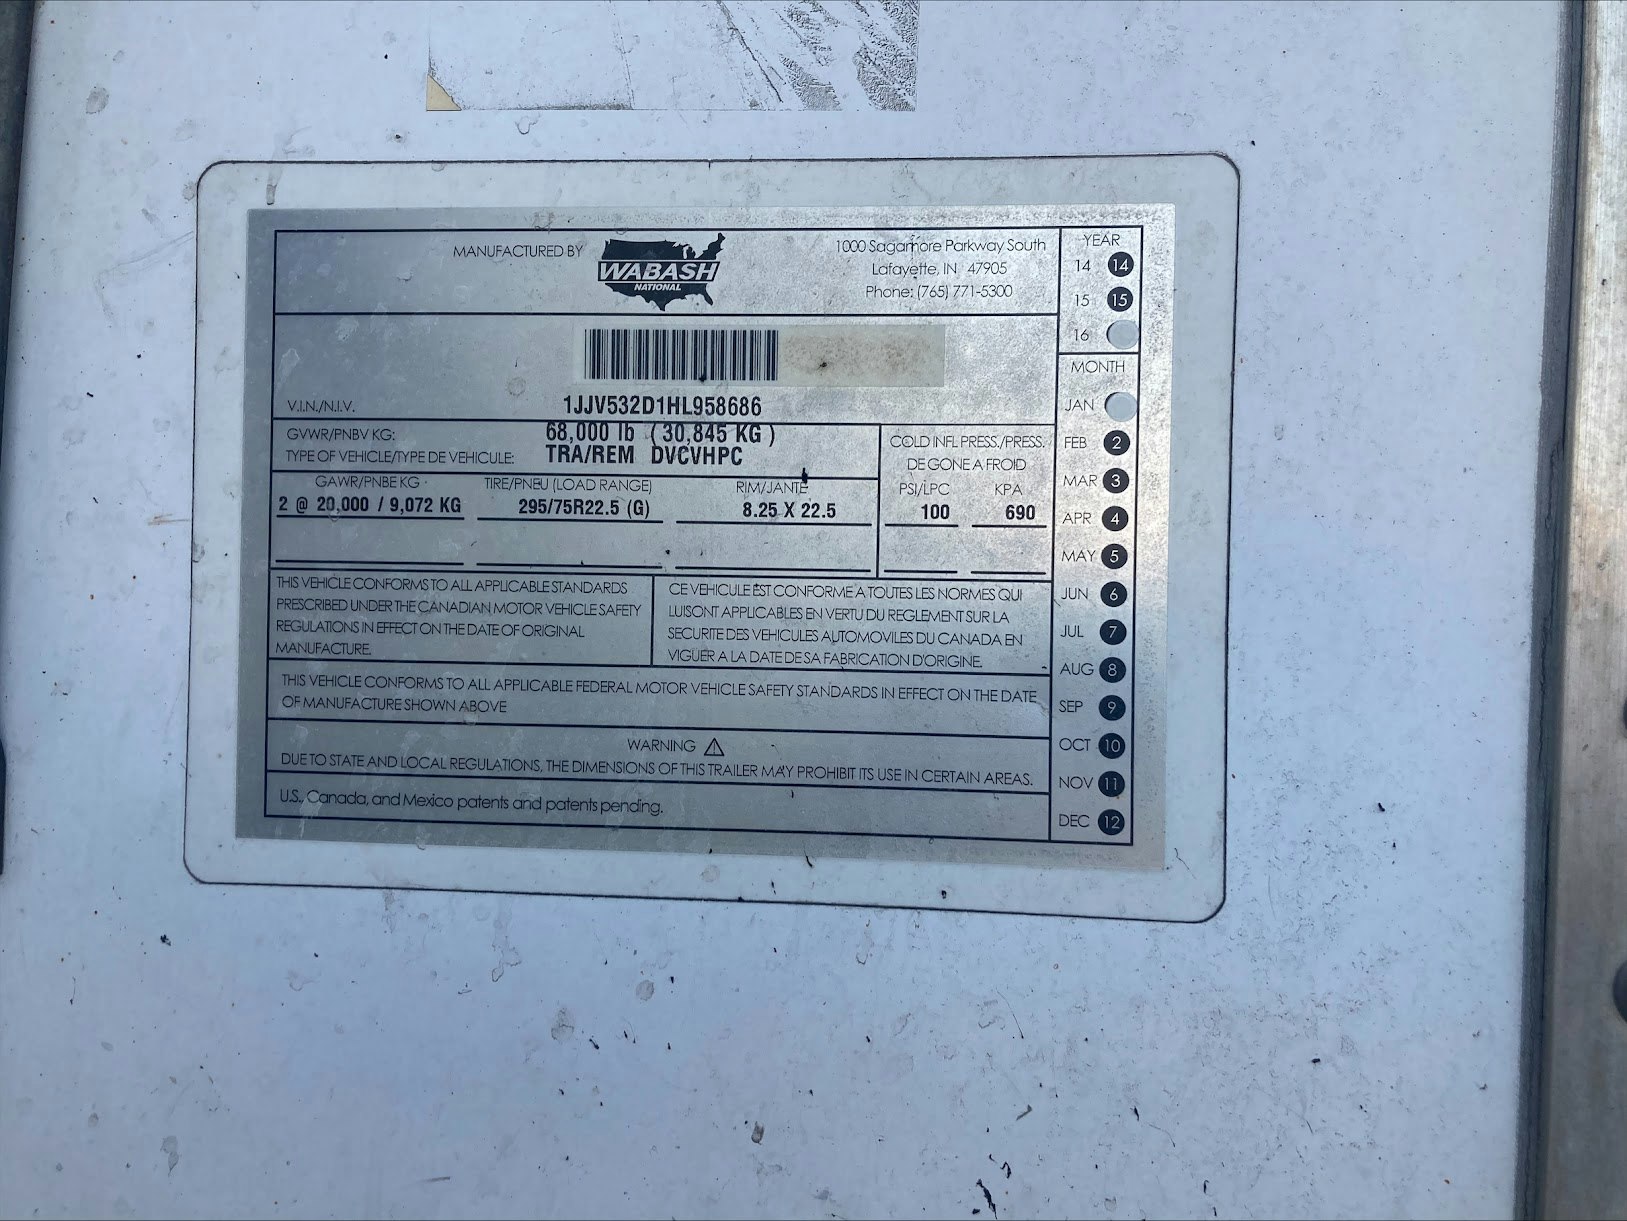 MANUFACTURED BY
WABASH
NATIONAL
1000 Sagamore Parkway South
Lafayette, IN 47905
Phone: (765) 771-5300
YEAR
14 14
15 15
16
V.I.N./N.I.V. 1JJV532D1HL958686
GVWR/PNBV KG: 68,000 lb ( 30,845 KG )
TYPE OF VEHICLE/TYPE DE VEHICULE: TRA/REM DVCVHPC
COLD INFL PRESS./PRESS.
DE GONE A FROID
GAWR/PNBE KG TIRE/PNEU (LOAD RANGE) RIM/JANTE PSI/LPC KPA
2 @ 20,000 / 9,072 KG 295/75R22.5 (G) 8.25 X 22.5 100 690
THIS VEHICLE CONFORMS TO ALL APPLICABLE STANDARDS
PRESCRIBED UNDER THE CANADIAN MOTOR VEHICLE SAFETY
REGULATIONS IN EFFECT ON THE DATE OF ORIGINAL
MANUFACTURE.
CE VEHICULE EST CONFORME A TOUTES LES NORMES QUI
LUISONT APPLICABLES EN VERTU DU REGLEMENT SUR LA
SECURITE DES VEHICULES AUTOMOVILES DU CANADA EN
VIGUER A LA DATE DE SA FABRICATION D'ORIGINE.
THIS VEHICLE CONFORMS TO ALL APPLICABLE FEDERAL MOTOR VEHICLE SAFETY STANDARDS IN EFFECT ON THE DATE
OF MANUFACTURE SHOWN ABOVE
WARNING
DUE TO STATE AND LOCAL REGULATIONS, THE DIMENSIONS OF THIS TRAILER MAY PROHIBIT ITS USE IN CERTAIN AREAS.
U.S., Canada, and Mexico patents and patents pending.
MONTH
JAN
FEB 2
MAR 3
APR 4
MAY 5
JUN 6
JUL 7
AUG 8
SEP 9
OCT 10
NOV 11
DEC 12